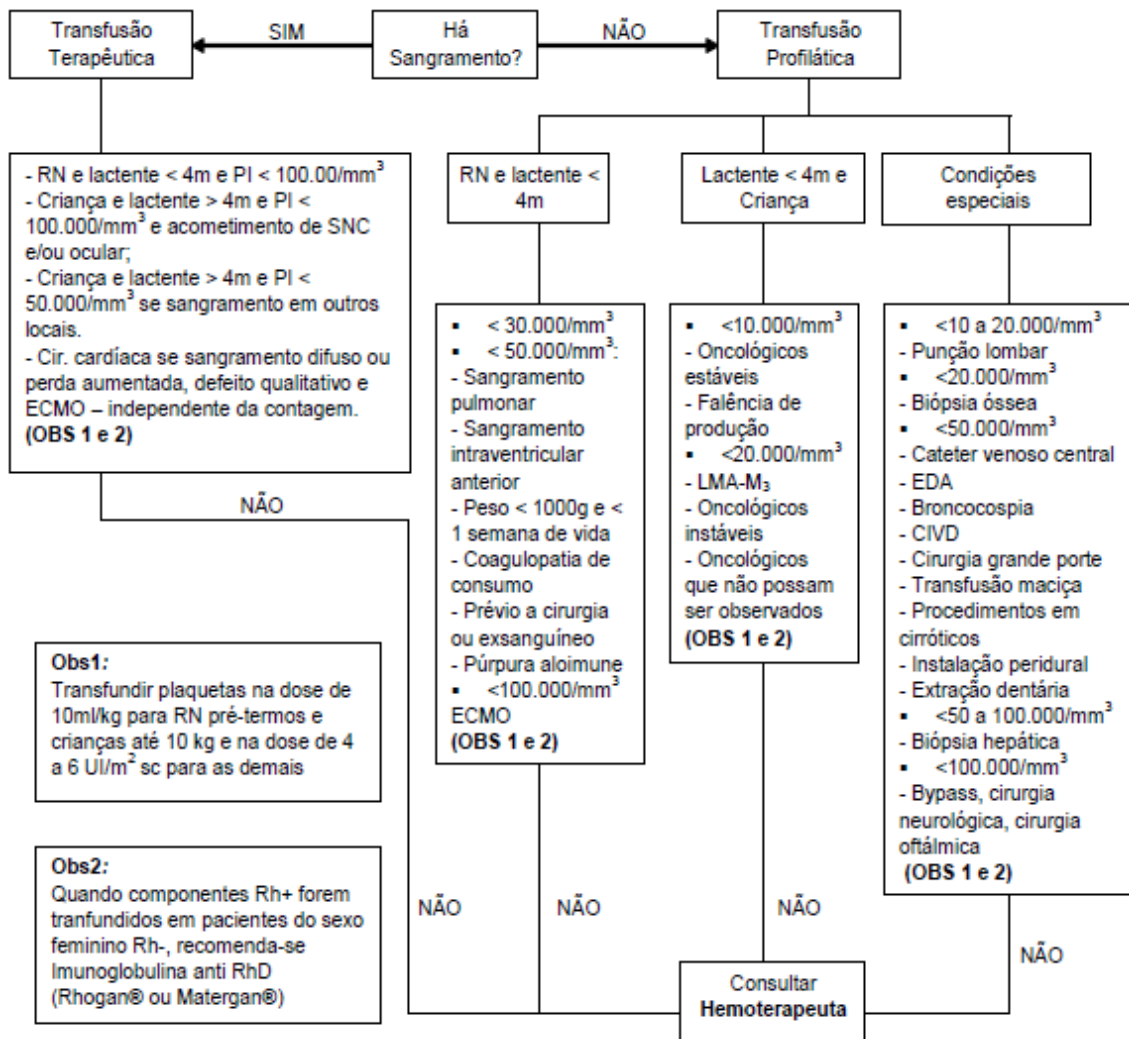 Transfusão
Terapêutica
SIM
Há
Sangramento?
NÃO
Transfusão
Profilática
- RN e lactente < 4m e Pl < 100.00/mm³
- Criança e lactente > 4m e Pl <
100.000/mm³ e acometimento de SNC
e/ou ocular;
- Criança e lactente > 4m e Pl <
50.000/mm³ se sangramento em outros
locais.
- Cir. cardíaca se sangramento difuso ou
perda aumentada, defeito qualitativo e
ECMO – independente da contagem.
(OBS 1 e 2)
RN e lactente <
4m
Lactente < 4m e
Criança
Condições
especiais
▪ < 30.000/mm³
▪ < 50.000/mm³:
- Sangramento
pulmonar
- Sangramento
intraventricular
anterior
- Peso < 1000g e <
1 semana de vida
- Coagulopatia de
consumo
- Prévio a cirurgia
ou exsanguíneo
- Púrpura aloimune
▪ <100.000/mm³
ECMO
(OBS 1 e 2)
▪ <10.000/mm³
- Oncológicos
estáveis
- Falência de
produção
▪ <20.000/mm³
- LMA-M₃
- Oncológicos
instáveis
- Oncológicos
que não possam
ser observados
(OBS 1 e 2)
▪ <10 a 20.000/mm³
- Punção lombar
▪ <20.000/mm³
- Biópsia óssea
▪ <50.000/mm³
- Cateter venoso central
- EDA
- Broncocospia
- CIVD
- Cirurgia grande porte
- Transfusão maciça
- Procedimentos em
cirróticos
- Instalação peridural
- Extração dentária
▪ <50 a 100.000/mm³
- Biópsia hepática
▪ <100.000/mm³
- Bypass, cirurgia
neurológica, cirurgia
oftálmica
(OBS 1 e 2)
NÃO
Obs1:
Transfundir plaquetas na dose de
10ml/kg para RN pré-termos e
crianças até 10 kg e na dose de 4
a 6 UI/m² sc para as demais
Obs2:
Quando componentes Rh+ forem
tranfundidos em pacientes do sexo
feminino Rh-, recomenda-se
Imunoglobulina anti RhD
(Rhogan® ou Matergan®)
NÃO
NÃO
NÃO
NÃO
Consultar
Hemoterapeuta